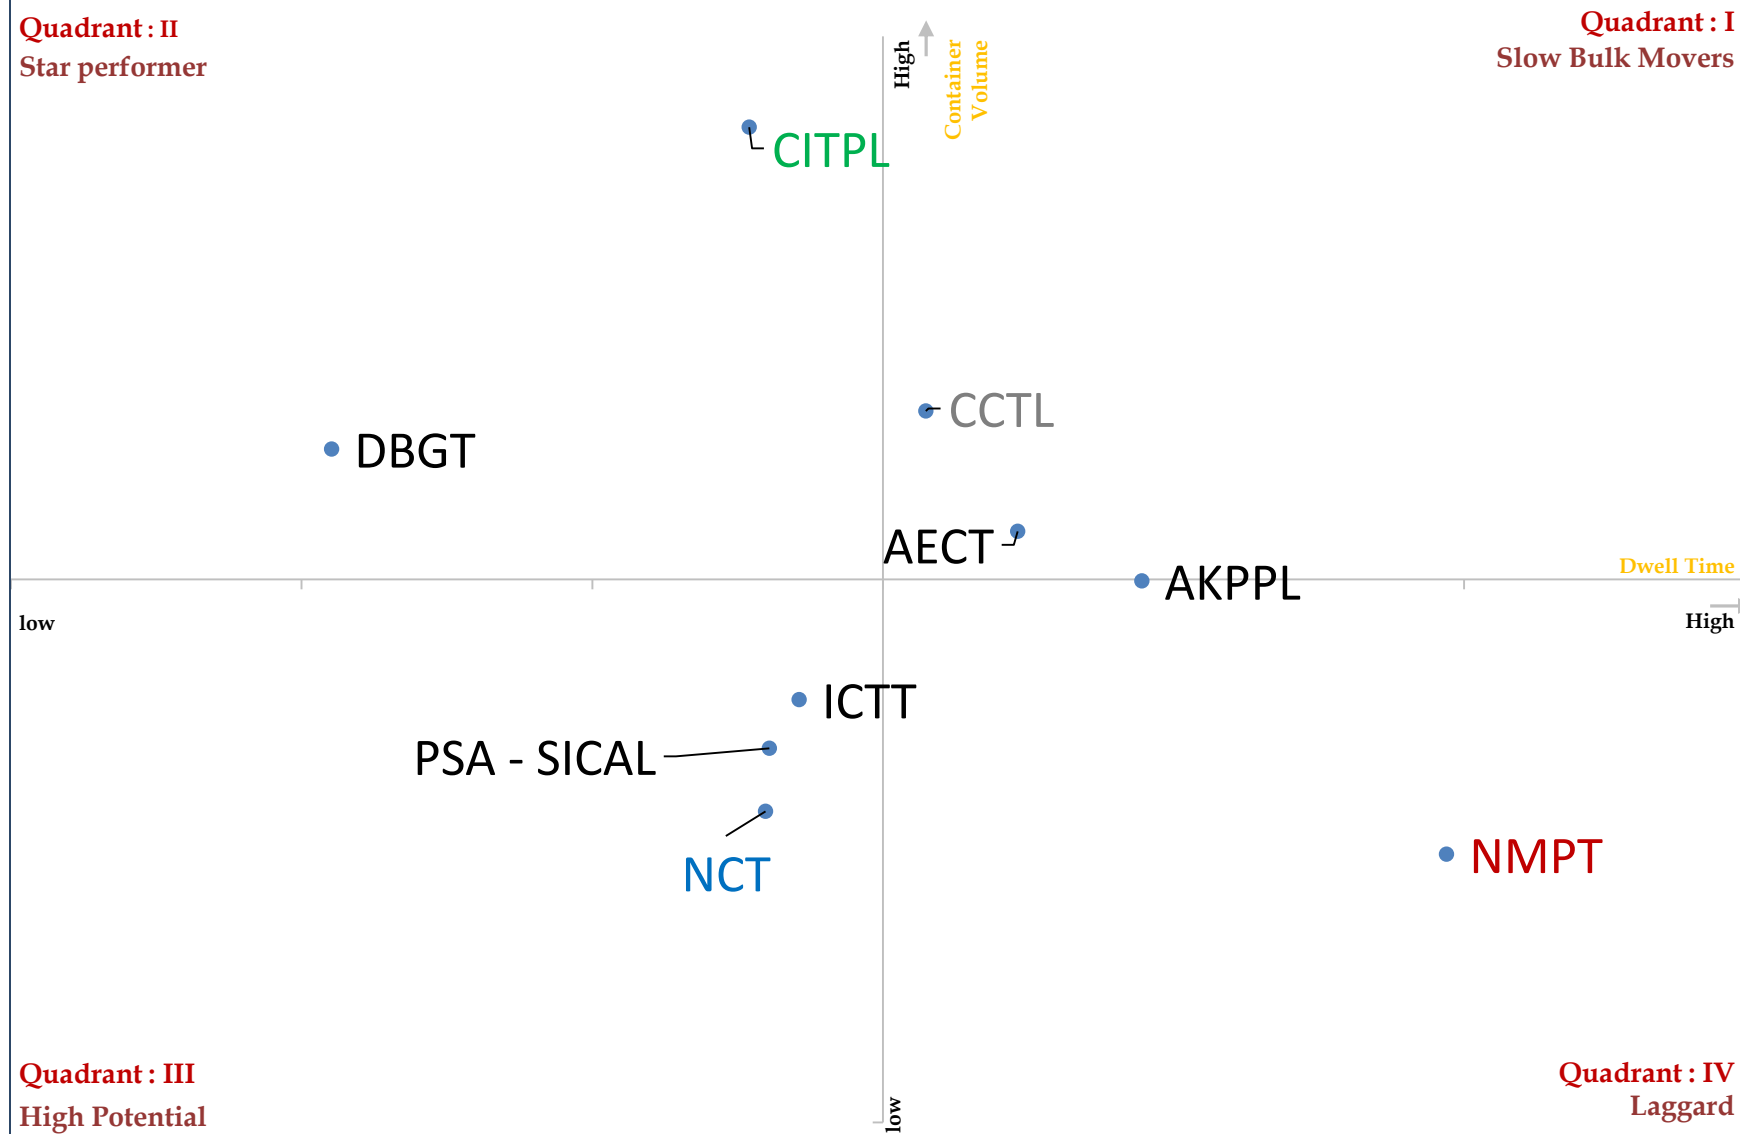 Quadrant : II
Star performer
Quadrant : I
Slow Bulk Movers
High
Container
Volume
CITPL
CCTL
DBGT
AECT
Dwell Time
AKPPL
low
High
ICTT
PSA - SICAL
NCT
NMPT
Quadrant : III
High Potential
low
Quadrant : IV
Laggard